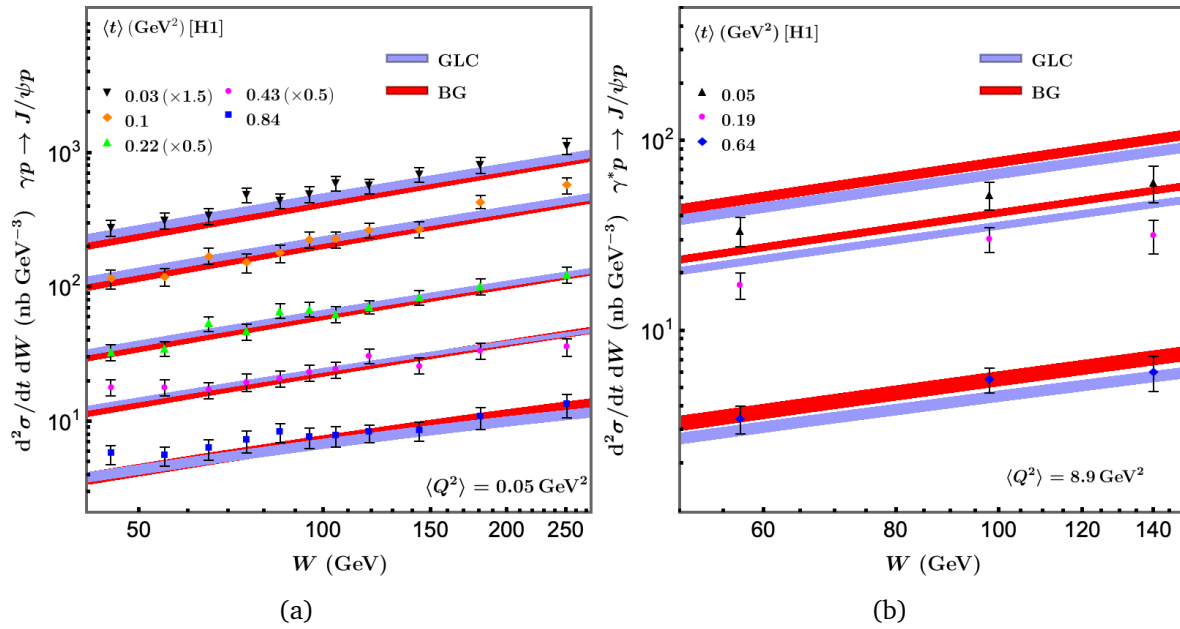 ⟨t⟩ (GeV²) [H1]
GLC
BG
0.03 (×1.5)
0.43 (×0.5)
0.1
0.84
0.22 (×0.5)
10³
10²
10¹
d²σ/dt dW (nb GeV⁻³) γp → J/ψp
⟨Q²⟩ = 0.05 GeV²
50
100
150
200
250
W (GeV)
(a)
⟨t⟩ (GeV²) [H1]
GLC
BG
0.05
0.19
0.64
10²
10¹
d²σ/dt dW (nb GeV⁻³) γ*p → J/ψp
⟨Q²⟩ = 8.9 GeV²
60
80
100
120
140
W (GeV)
(b)